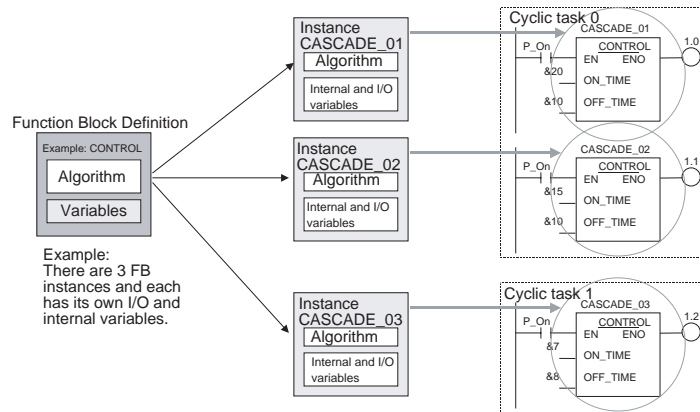 Function Block Definition
Example: CONTROL
Algorithm
Variables
Example:
There are 3 FB
instances and each
has its own I/O and
internal variables.
Instance
CASCADE_01
Algorithm
Internal and I/O
variables
Instance
CASCADE_02
Algorithm
Internal and I/O
variables
Instance
CASCADE_03
Algorithm
Internal and I/O
variables
Cyclic task 0
CASCADE_01
P_On
CONTROL
EN ENO
1.0
&20
ON_TIME
&10
OFF_TIME
CASCADE_02
P_On
CONTROL
EN ENO
1.1
&15
ON_TIME
&10
OFF_TIME
Cyclic task 1
CASCADE_03
P_On
CONTROL
EN ENO
1.2
&7
ON_TIME
&8
OFF_TIME